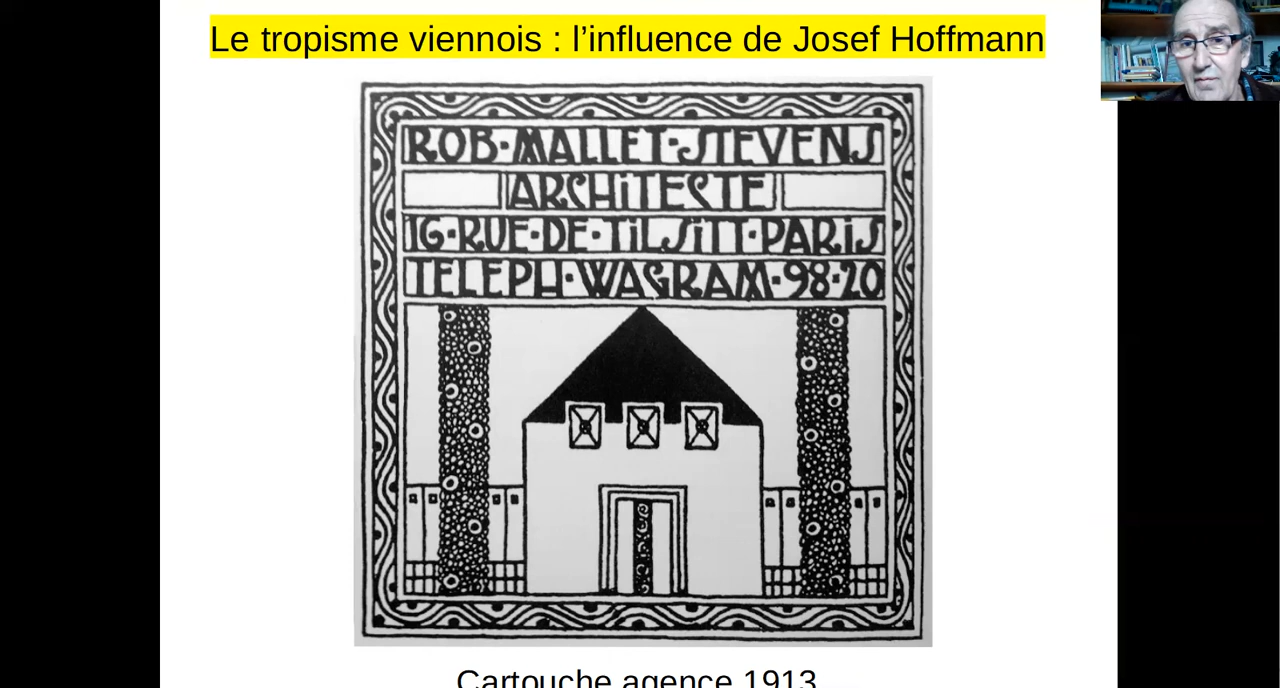 Le tropisme viennois : l’influence de Josef Hoffmann
ROB·MALLET·STEVENS
ARCHiTECTE
16·RUE·DE·TiLSiTT·PARiS
TELEPH·WAGRAM·98·20
Cartouche agence 1913